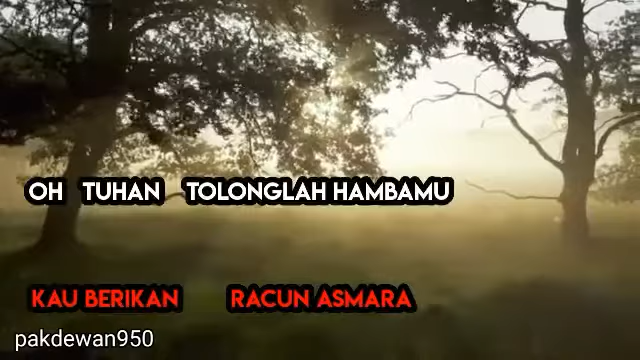 OH TUHAN TOLONGLAH HAMBAMU
KAU BERIKAN RACUN ASMARA
pakdewan950